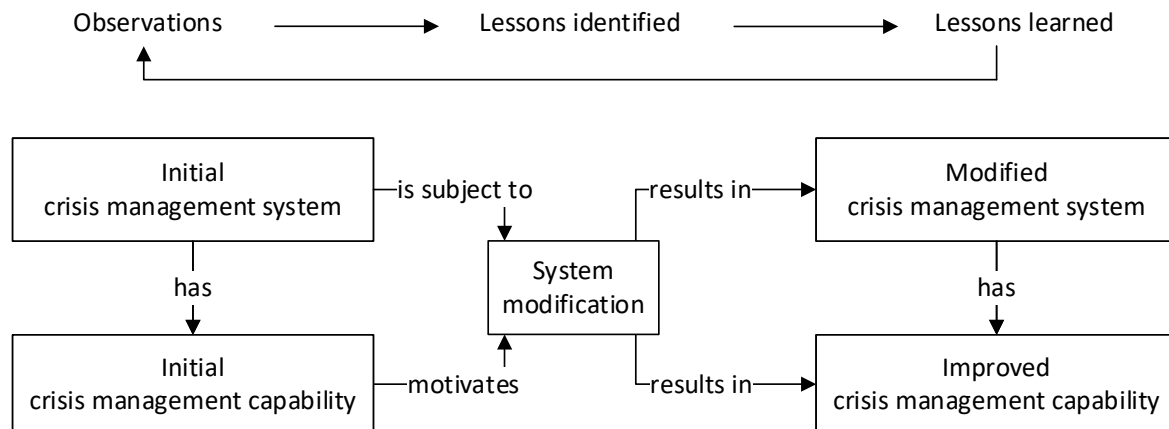 Observations
Lessons identified
Lessons learned
Initial
crisis management system
is subject to
results in
Modified
crisis management system
has
System
modification
has
Initial
crisis management capability
motivates
results in
Improved
crisis management capability